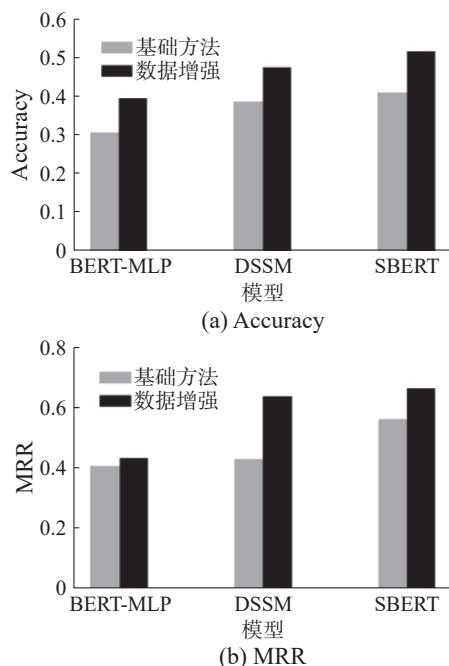 0.6
基础方法
0.5
数据增强
0.4
0.3
0.2
0.1
0
Accuracy
BERT-MLP DSSM SBERT
模型
(a) Accuracy
0.8
基础方法
0.6
数据增强
0.4
0.2
0
MRR
BERT-MLP DSSM SBERT
模型
(b) MRR